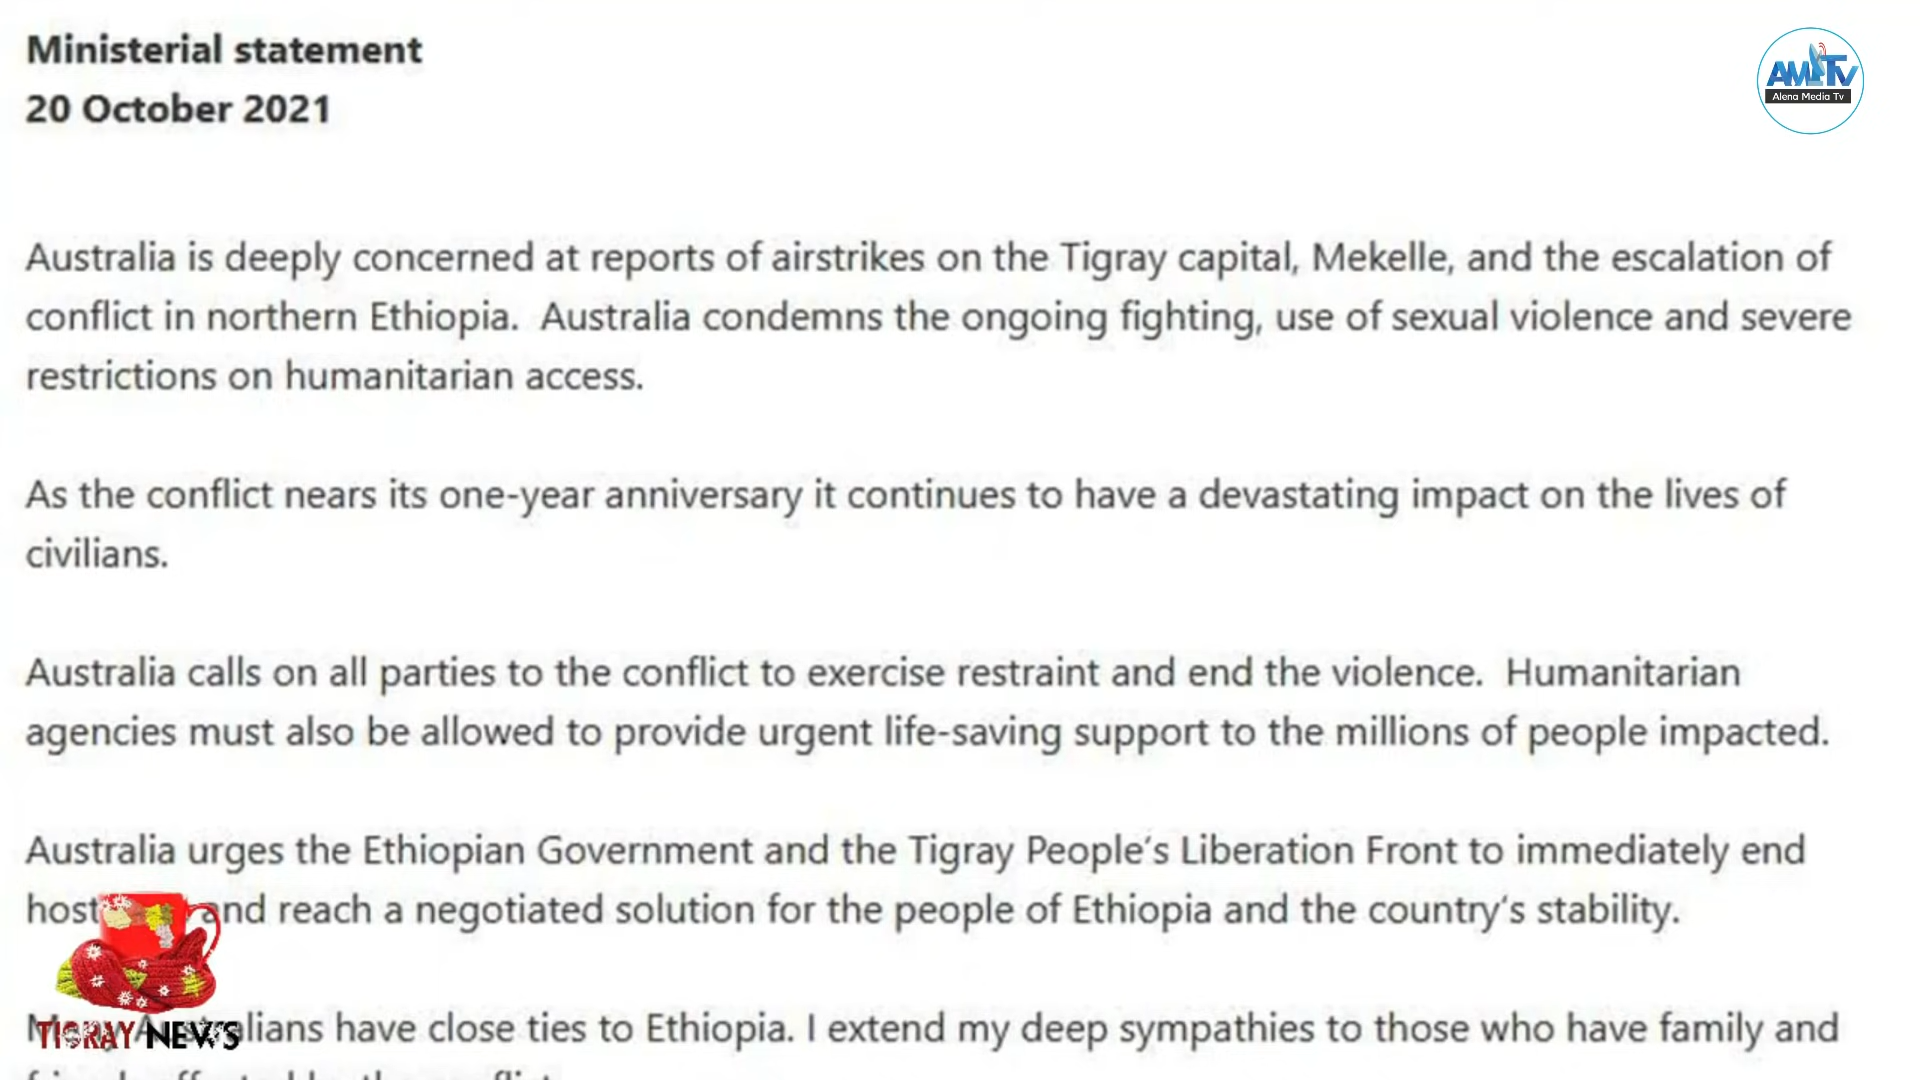 Ministerial statement
20 October 2021
AMTV
Alena Media Tv
Australia is deeply concerned at reports of airstrikes on the Tigray capital, Mekelle, and the escalation of
conflict in northern Ethiopia.  Australia condemns the ongoing fighting, use of sexual violence and severe
restrictions on humanitarian access.
As the conflict nears its one-year anniversary it continues to have a devastating impact on the lives of
civilians.
Australia calls on all parties to the conflict to exercise restraint and end the violence.  Humanitarian
agencies must also be allowed to provide urgent life-saving support to the millions of people impacted.
Australia urges the Ethiopian Government and the Tigray People’s Liberation Front to immediately end
and reach a negotiated solution for the people of Ethiopia and the country’s stability.
have close ties to Ethiopia. I extend my deep sympathies to those who have family and
TIGRAY NEWS